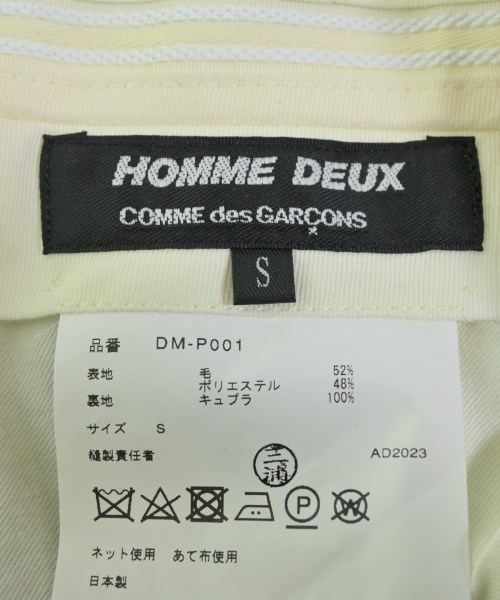 HOMME DEUX
COMME des GARÇONS
S
品番 DM-P001
表地 毛 52%
ポリエステル 48%
裏地 キュプラ 100%
サイズ S
縫製責任者 三浦 AD2023
P W
ネット使用 あて布使用
日本製